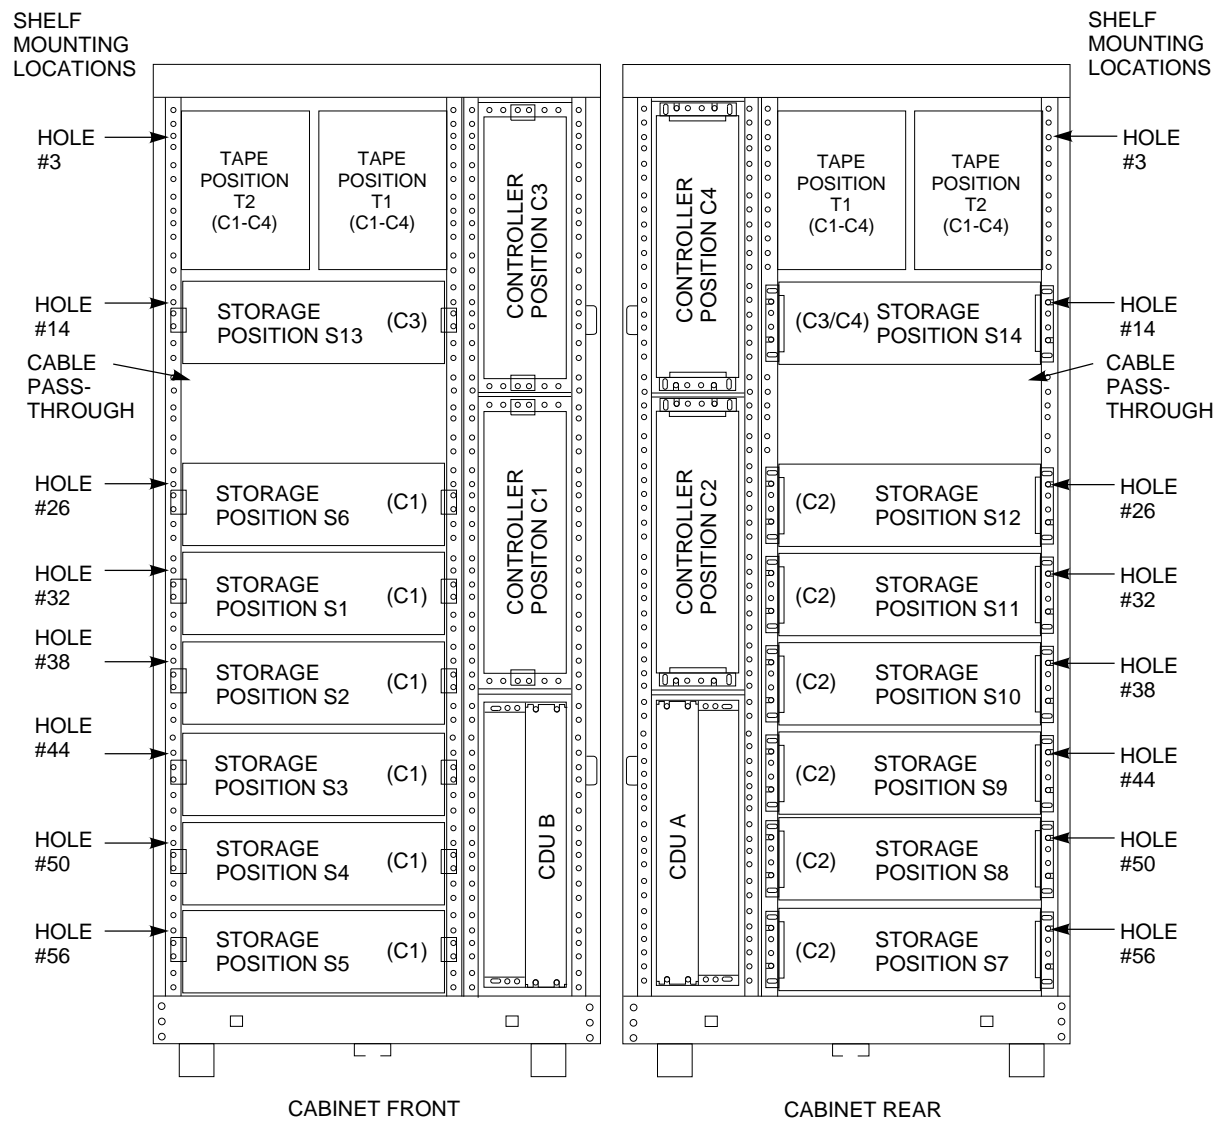 SHELF
MOUNTING
LOCATIONS
SHELF
MOUNTING
LOCATIONS
HOLE
#3
TAPE
POSITION
T2
(C1-C4)
TAPE
POSITION
T1
(C1-C4)
CONTROLLER
POSITION C3
CONTROLLER
POSITION C4
TAPE
POSITION
T1
(C1-C4)
TAPE
POSITION
T2
(C1-C4)
HOLE
#3
HOLE
#14
STORAGE (C3)
POSITION S13
(C3/C4) STORAGE
POSITION S14
HOLE
#14
CABLE
PASS-
THROUGH
CABLE
PASS-
THROUGH
HOLE
#26
STORAGE (C1)
POSITION S6
CONTROLLER
POSITON C1
CONTROLLER
POSITION C2
(C2) STORAGE
POSITION S12
HOLE
#26
HOLE
#32
STORAGE (C1)
POSITION S1
(C2) STORAGE
POSITION S11
HOLE
#32
HOLE
#38
STORAGE (C1)
POSITION S2
(C2) STORAGE
POSITION S10
HOLE
#38
HOLE
#44
STORAGE (C1)
POSITION S3
(C2) STORAGE
POSITION S9
HOLE
#44
CDU B
CDU A
HOLE
#50
STORAGE (C1)
POSITION S4
(C2) STORAGE
POSITION S8
HOLE
#50
HOLE
#56
STORAGE (C1)
POSITION S5
(C2) STORAGE
POSITION S7
HOLE
#56
CABINET FRONT
CABINET REAR